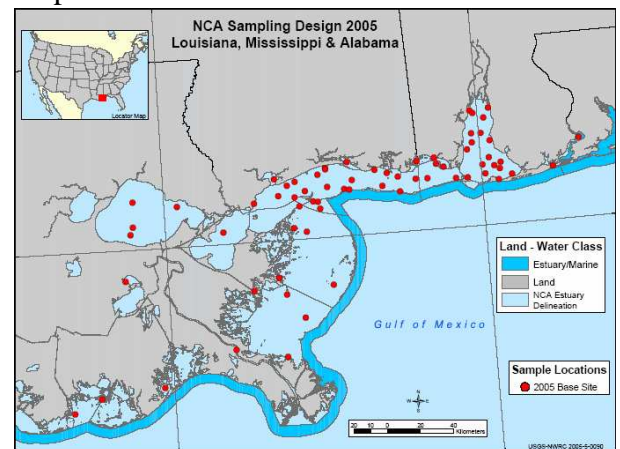 NCA Sampling Design 2005
Louisiana, Mississippi & Alabama
Locator Map
Land - Water Class
Estuary/Marine
Land
NCA Estuary
Delineation
Gulf of Mexico
Sample Locations
2005 Base Site
N
W E
S
20 10 0 20 40
Kilometers
USGS-NWRC 2005-5-0090